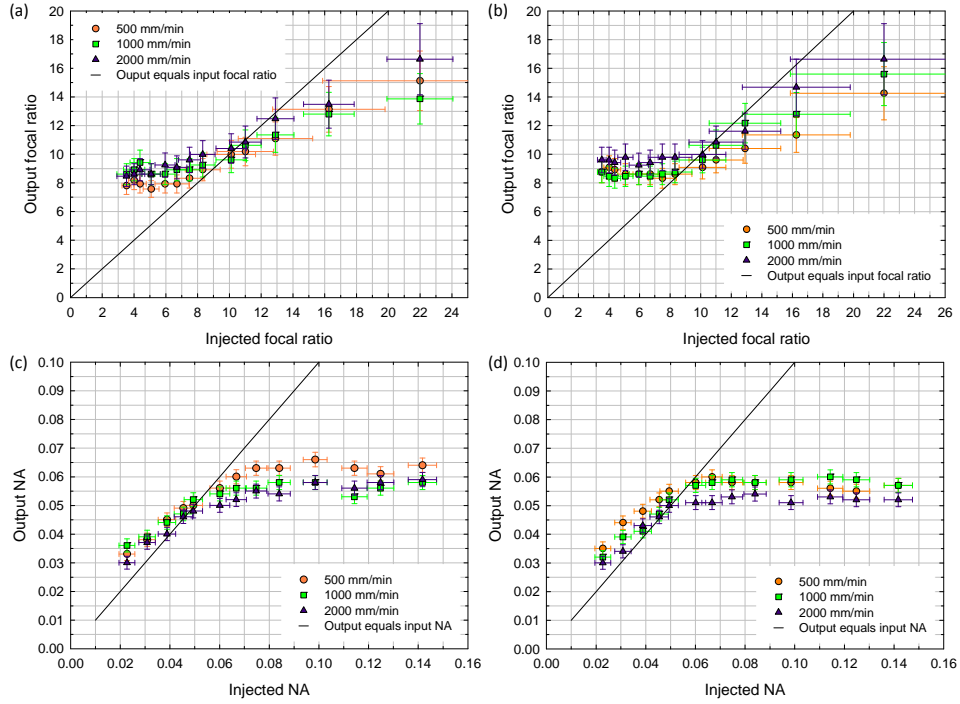 (a)
20
18
16
14
12
10
8
6
4
2
0
Output focal ratio
500 mm/min
1000 mm/min
2000 mm/min
Ouput equals input focal ratio
0 2 4 6 8 10 12 14 16 18 20 22 24
Injected focal ratio
(b)
20
18
16
14
12
10
8
6
4
2
0
Output focal ratio
500 mm/min
1000 mm/min
2000 mm/min
Output equals input focal ratio
0 2 4 6 8 10 12 14 16 18 20 22 24 26
Injected focal ratio
(c)
0.10
0.09
0.08
0.07
0.06
0.05
0.04
0.03
0.02
0.01
0.00
Output NA
500 mm/min
1000 mm/min
2000 mm/min
Output equals input NA
0.00 0.02 0.04 0.06 0.08 0.10 0.12 0.14 0.16
Injected NA
(d)
0.10
0.09
0.08
0.07
0.06
0.05
0.04
0.03
0.02
0.01
0.00
Output NA
500 mm/min
1000 mm/min
2000 mm/min
Output equals input NA
0.00 0.02 0.04 0.06 0.08 0.10 0.12 0.14 0.16
Injected NA